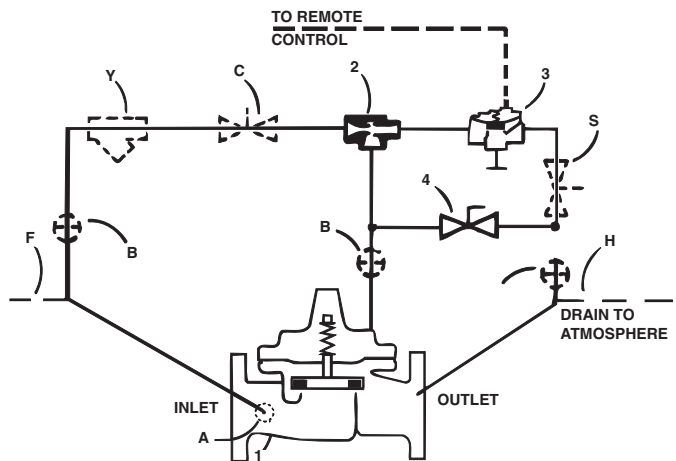 TO REMOTE
CONTROL
2
3
Y
C
S
4
B
B
F
H
DRAIN TO
ATMOSPHERE
INLET
OUTLET
A
1